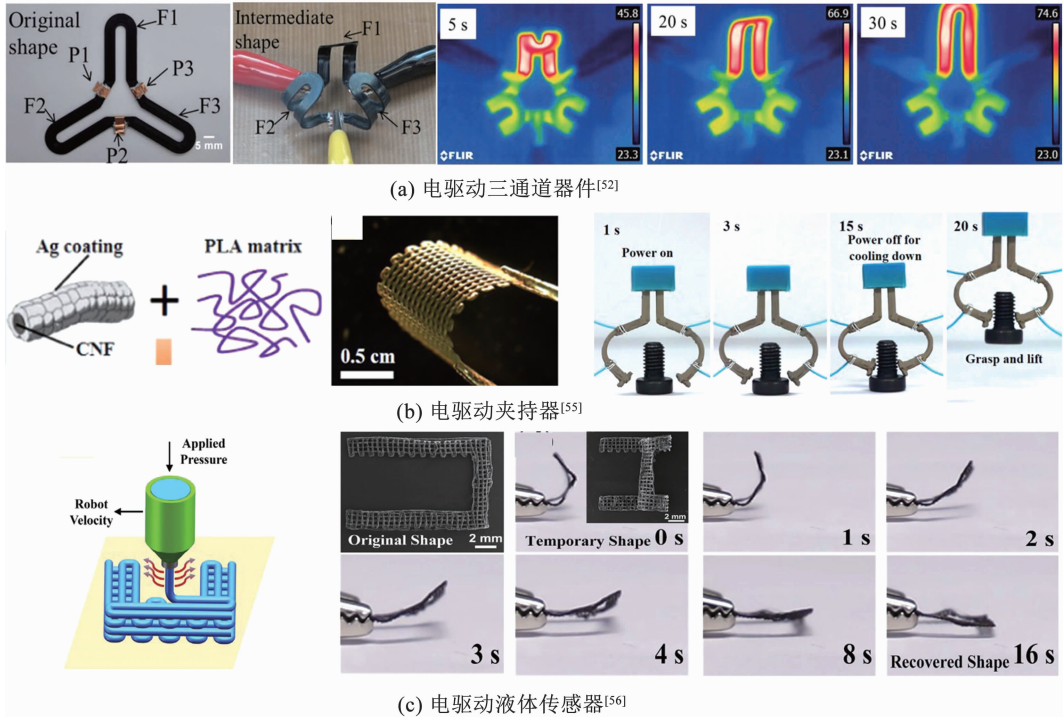 Original
shape
F1
P1
P3
F2
F3
P2
5 mm
Intermediate
shape
F1
F2
F3
5 s
45.8
FLIR
23.3
20 s
66.9
FLIR
23.1
30 s
74.6
FLIR
23.0
(a) 电驱动三通道器件[52]
Ag coating
PLA matrix
CNF
0.5 cm
1 s
Power on
3 s
15 s
Power off for
cooling down
20 s
Grasp and lift
(b) 电驱动夹持器[55]
Applied
Pressure
Robot
Velocity
Original Shape
2 mm
2 mm
Temporary Shape 0 s
1 s
2 s
3 s
4 s
8 s
Recovered Shape 16 s
(c) 电驱动液体传感器[56]